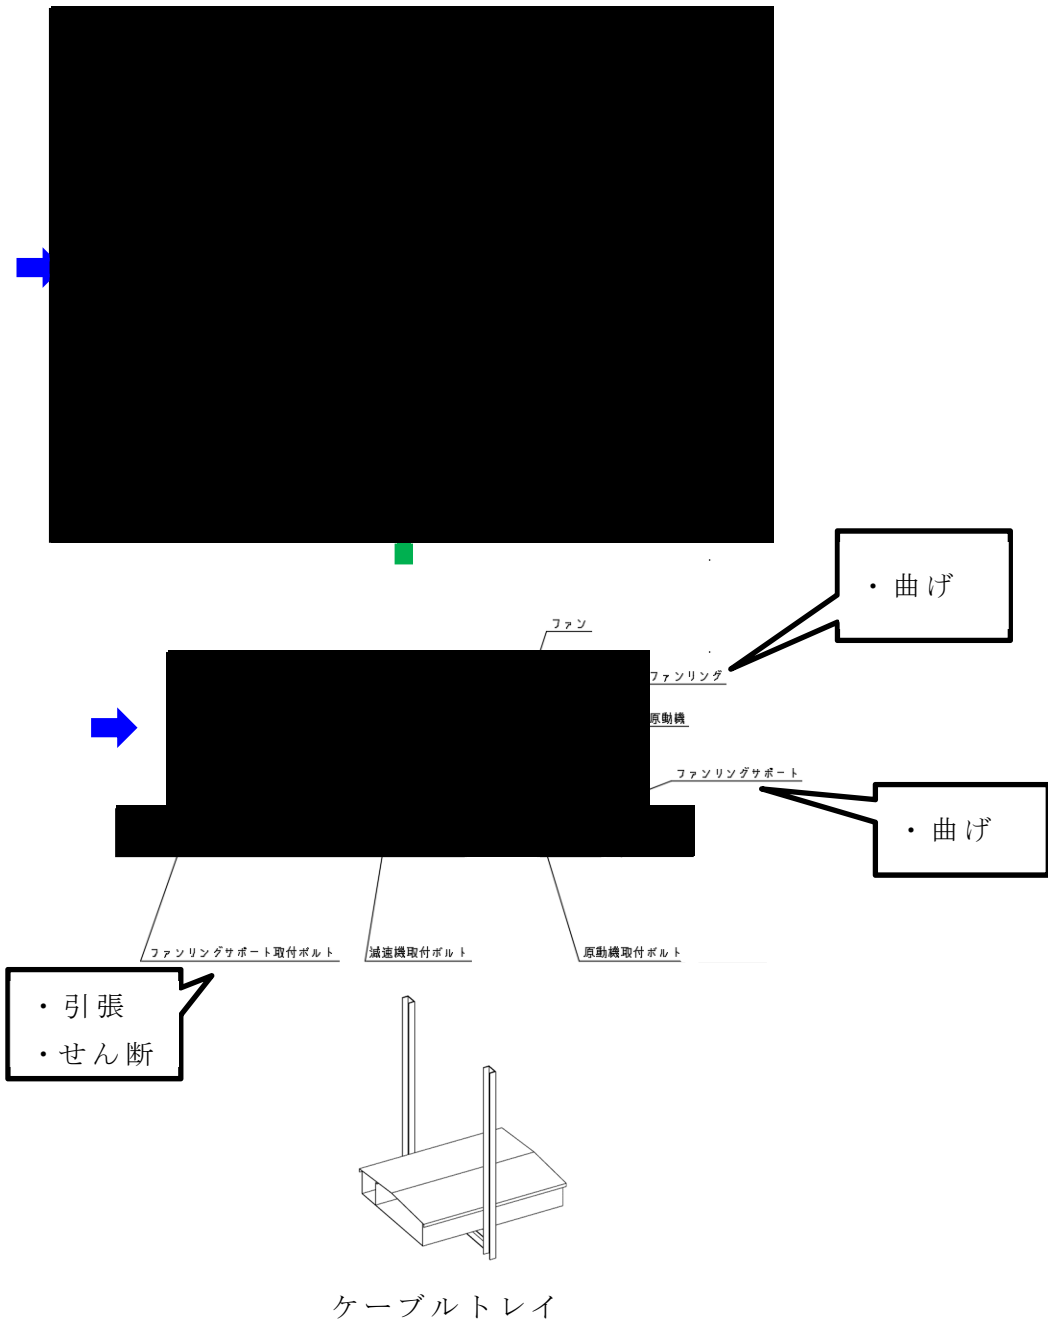 ・曲げ
ファン
ファンリング
原動機
ファンリングサポート
・曲げ
ファンリングサポート取付ボルト
減速機取付ボルト
原動機取付ボルト
・引張
・せん断
ケーブルトレイ